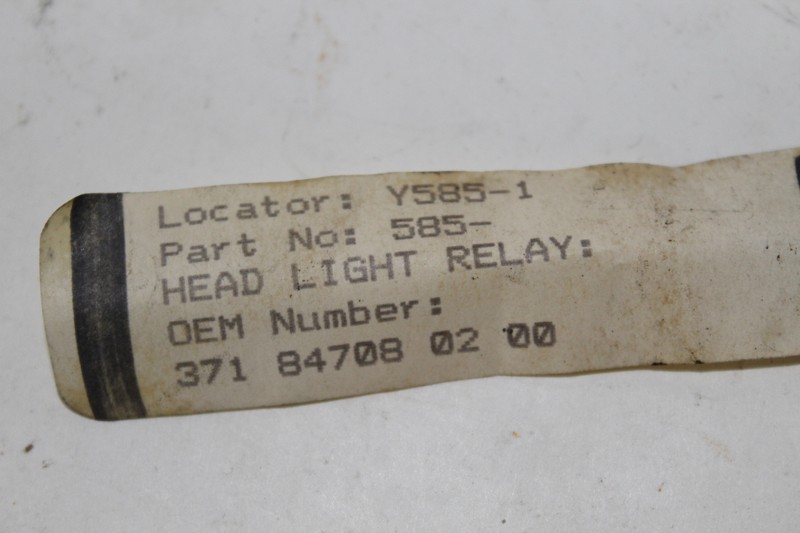 Locator: Y585-1
Part No: 585-
HEAD LIGHT RELAY:
OEM Number:
371 84708 02 00